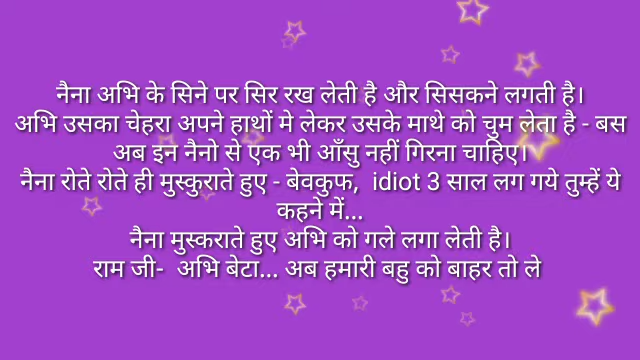 नैना अभि के सिने पर सिर रख लेती है और सिसकने लगती है।
अभि उसका चेहरा अपने हाथों मे लेकर उसके माथे को चुम लेता है - बस
अब इन नैनो से एक भी आँसु नहीं गिरना चाहिए।
नैना रोते रोते ही मुस्कुराते हुए - बेवकुफ,  idiot 3 साल लग गये तुम्हें ये
कहने में...
नैना मुस्कराते हुए अभि को गले लगा लेती है।
राम जी-  अभि बेटा... अब हमारी बहु को बाहर तो ले